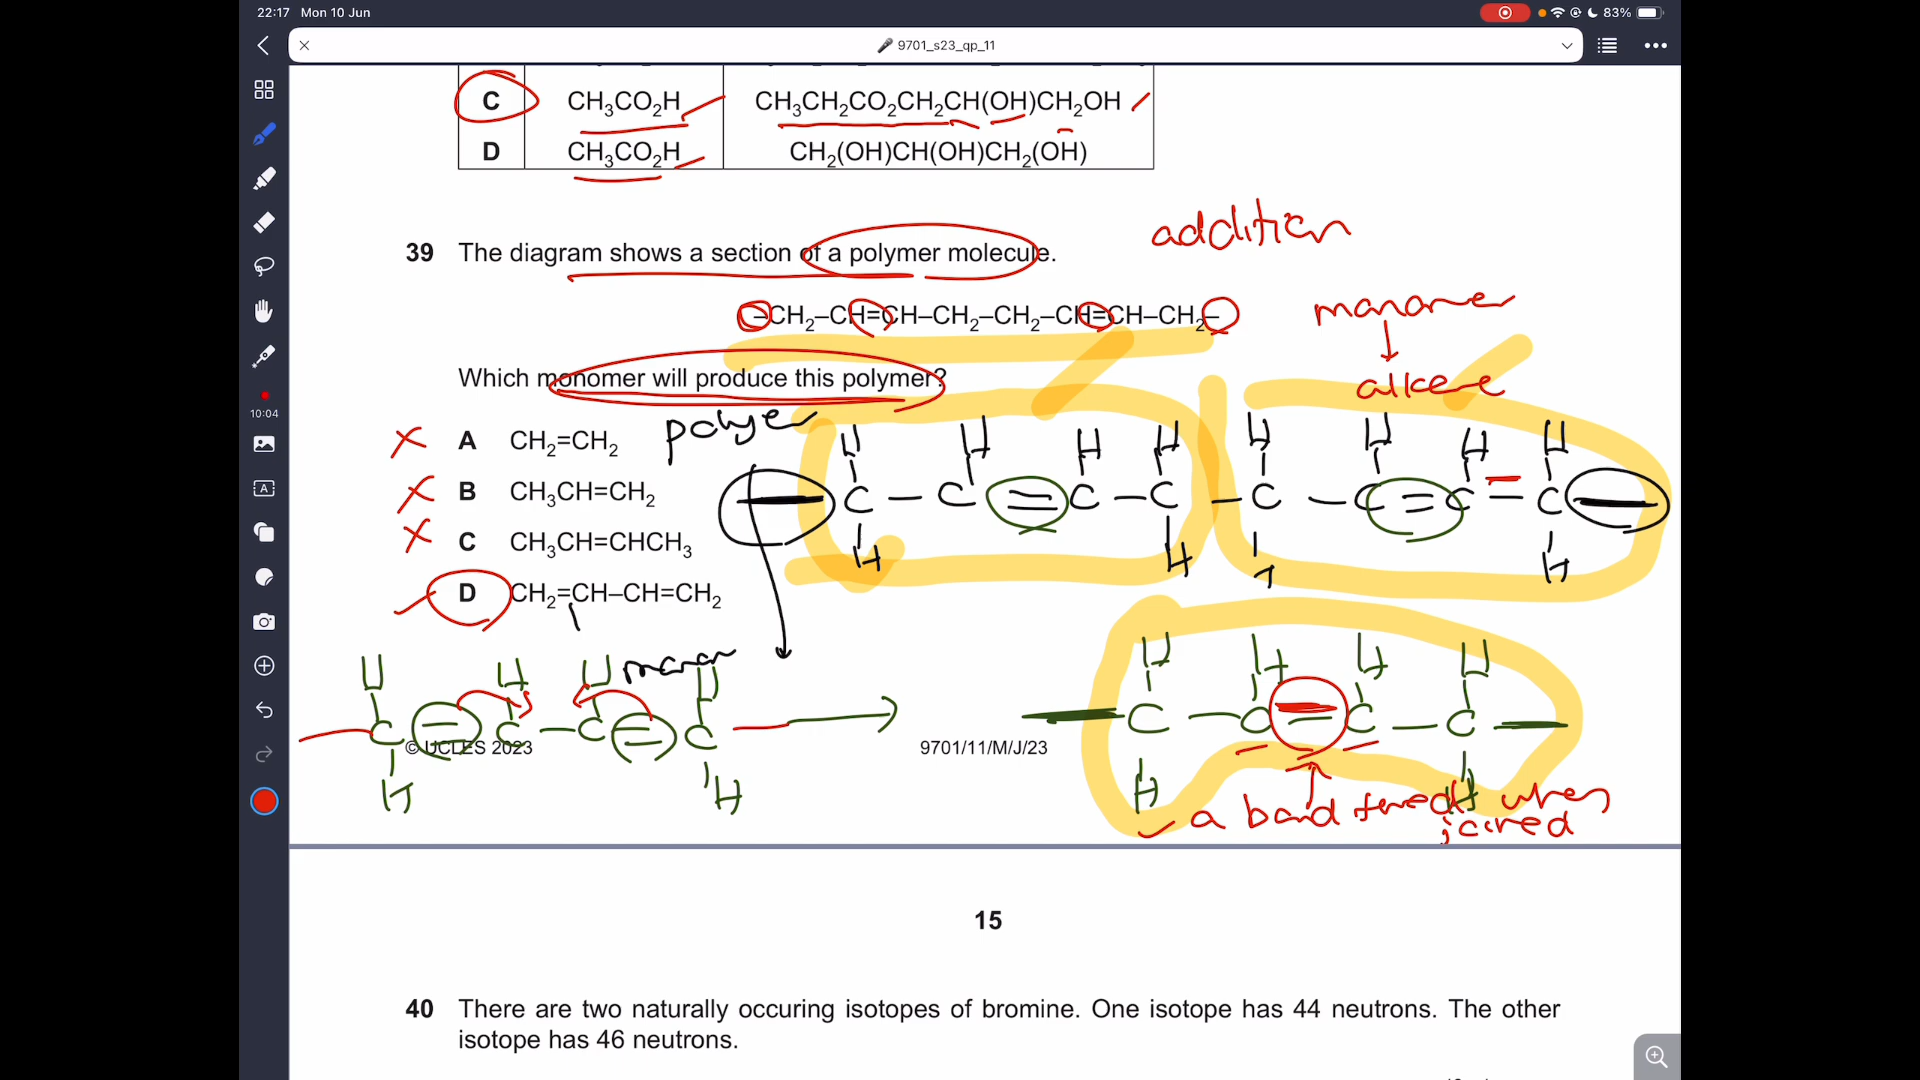 22:17 Mon 10 Jun
83%
9701_s23_qp_11
C CH₃CO₂H CH₃CH₂CO₂CH₂CH(OH)CH₂OH
D CH₃CO₂H CH₂(OH)CH(OH)CH₂(OH)
addition
39 The diagram shows a section of a polymer molecule.
–CH₂–CH=CH–CH₂–CH₂–CH=CH–CH₂–
monomer
Which monomer will produce this polymer?
alkene
10:04
A CH₂=CH₂
B CH₃CH=CH₂
C CH₃CH=CHCH₃
D CH₂=CH–CH=CH₂
H H H H H H H H
– C – C = C – C – C – C = C – C –
H H H H
H H H H
C = C – C = C
H H
H H H H
– C – C = C – C –
H H
© UCLES 2023 9701/11/M/J/23
a bond formed when
joined
15
40 There are two naturally occuring isotopes of bromine. One isotope has 44 neutrons. The other
isotope has 46 neutrons.